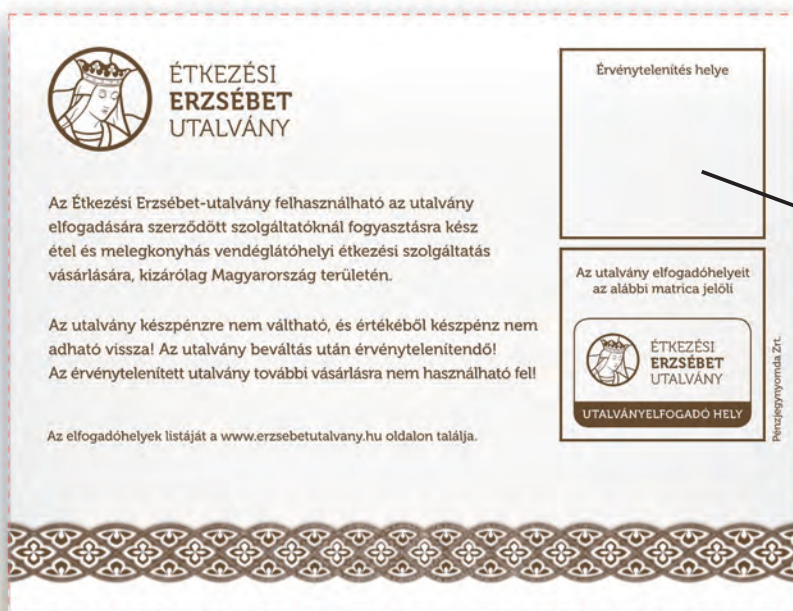 ÉTKEZÉSI
ERZSÉBET
UTALVÁNY
Az Étkezési Erzsébet-utalvány felhasználható az utalvány
elfogadására szerződött szolgáltatóknál fogyasztásra kész
étel és melegkonyhás vendéglátóhelyi étkezési szolgáltatás
vásárlására, kizárólag Magyarország területén.
Az utalvány készpénzre nem váltható, és értékéből készpénz nem
adható vissza! Az utalvány beváltás után érvénytelenítendő!
Az érvénytelenített utalvány további vásárlásra nem használható fel!
Az elfogadóhelyek listáját a www.erzsebetutalvany.hu oldalon találja.
Érvénytelenítés helye
Az utalvány elfogadóhelyeit
az alábbi matrica jelöli
ÉTKEZÉSI
ERZSÉBET
UTALVÁNY
UTALVÁNYELFOGADÓ HELY
Pénzjegynyomda Zrt.